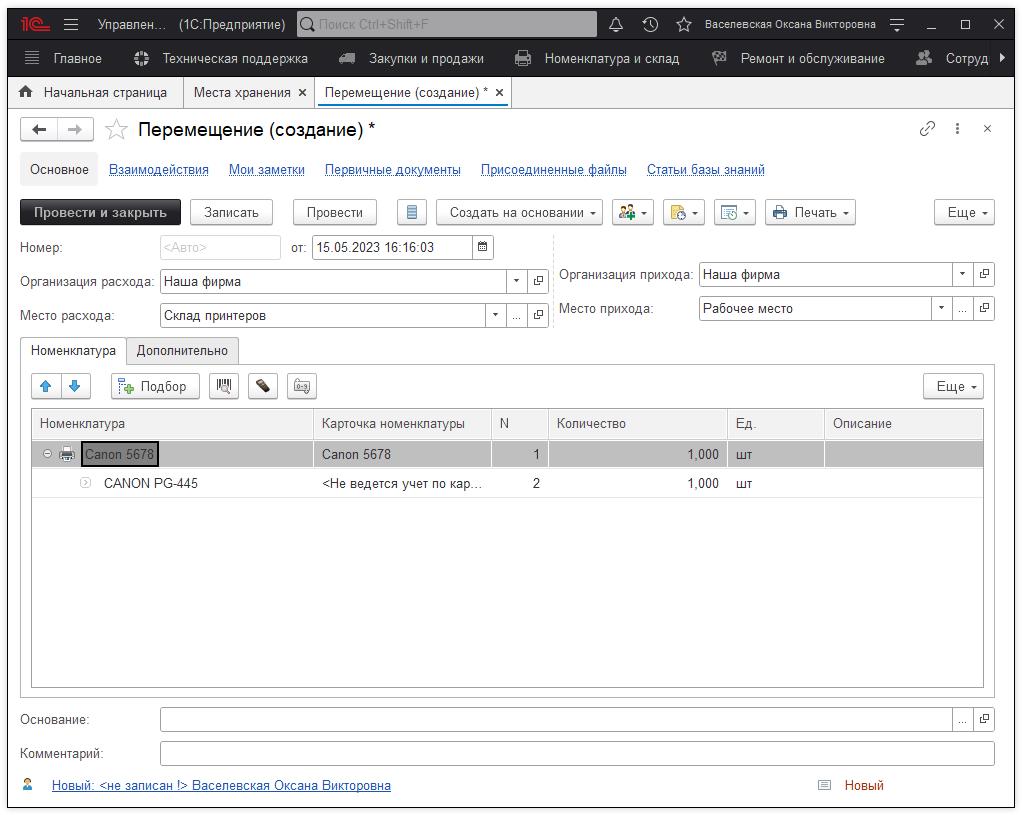 Управлен... (1С:Предприятие) Поиск Ctrl+Shift+F Васелевская Оксана Викторовна
Главное Техническая поддержка Закупки и продажи Номенклатура и склад Ремонт и обслуживание Сотруд
Начальная страница Места хранения × Перемещение (создание) * ×
Перемещение (создание) *
Основное Взаимодействия Мои заметки Первичные документы Присоединенные файлы Статьи базы знаний
Провести и закрыть Записать Провести Создать на основании Печать Еще
Номер: <Авто> от: 15.05.2023 16:16:03
Организация расхода: Наша фирма Организация прихода: Наша фирма
Место расхода: Склад принтеров ... Место прихода: Рабочее место ...
Номенклатура Дополнительно
Подбор Еще
Номенклатура Карточка номенклатуры N Количество Ед. Описание
Canon 5678 Canon 5678 1 1,000 шт
CANON PG-445 <Не ведется учет по кар... 2 1,000 шт
Основание: ...
Комментарий:
Новый: <не записан !> Васелевская Оксана Викторовна Новый